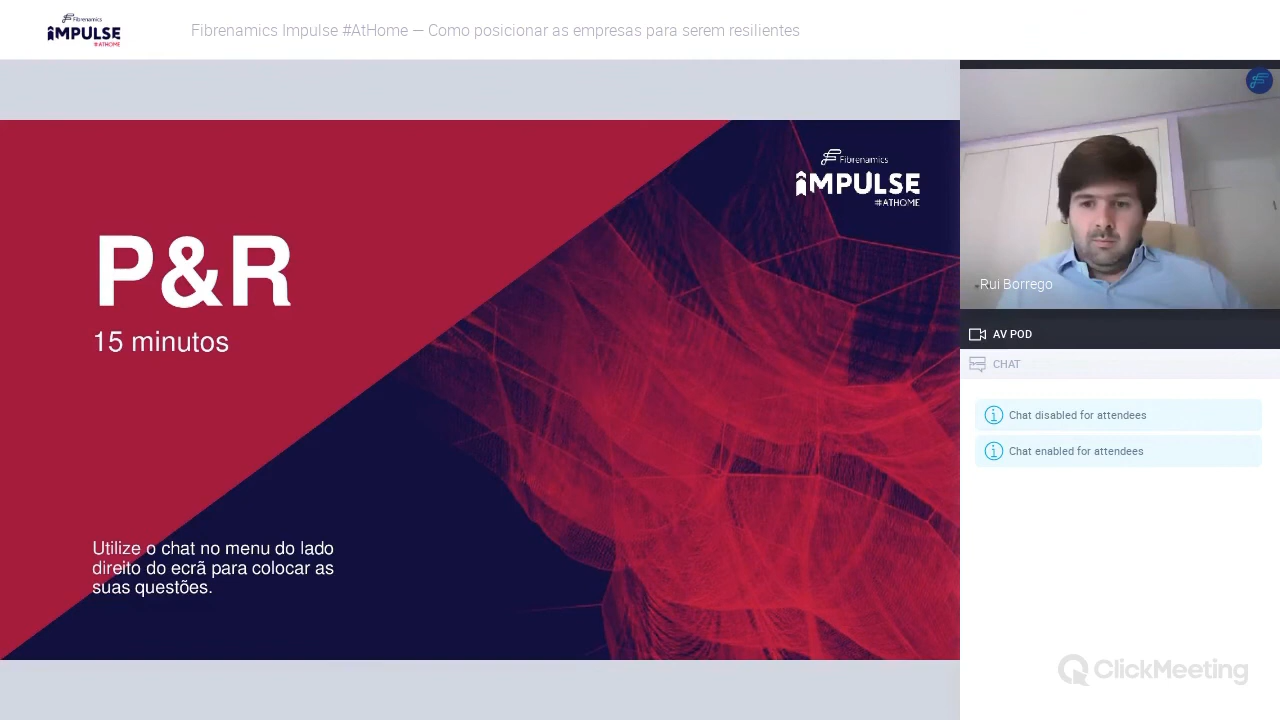 Fibrenamics
IMPULSE
#ATHOME
Fibrenamics Impulse #AtHome — Como posicionar as empresas para serem resilientes
Fibrenamics
IMPULSE
#ATHOME
P&R
15 minutos
Utilize o chat no menu do lado
direito do ecrã para colocar as
suas questões.
Rui Borrego
AV POD
CHAT
Chat disabled for attendees
Chat enabled for attendees
ClickMeeting